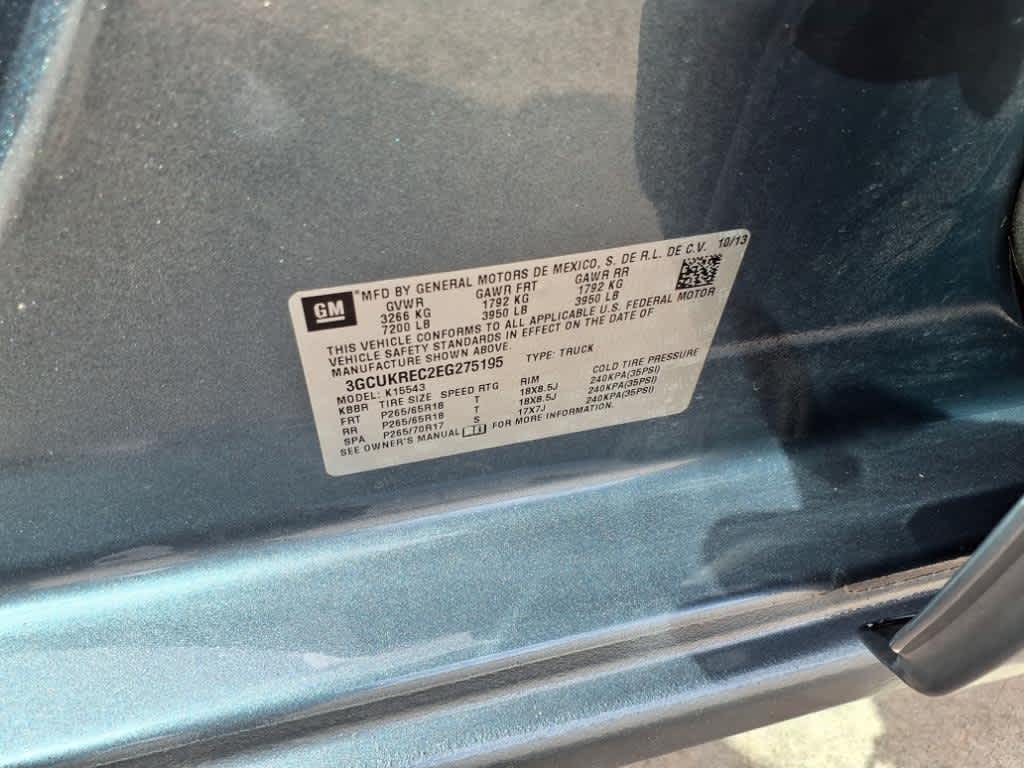 GM ® MFD BY GENERAL MOTORS DE MEXICO, S. DE R.L. DE C.V. 10/13
GVWR GAWR FRT GAWR RR
3266 KG 1792 KG 1792 KG
7200 LB 3950 LB 3950 LB
THIS VEHICLE CONFORMS TO ALL APPLICABLE U.S. FEDERAL MOTOR
VEHICLE SAFETY STANDARDS IN EFFECT ON THE DATE OF
MANUFACTURE SHOWN ABOVE.
3GCUKREC2EG275195 TYPE: TRUCK
MODEL: K15543
KBBR TIRE SIZE SPEED RTG RIM COLD TIRE PRESSURE
FRT P265/65R18 T 18X8.5J 240KPA(35PSI)
RR P265/65R18 T 18X8.5J 240KPA(35PSI)
SPA P265/70R17 S 17X7J 240KPA(35PSI)
SEE OWNER'S MANUAL FOR MORE INFORMATION.